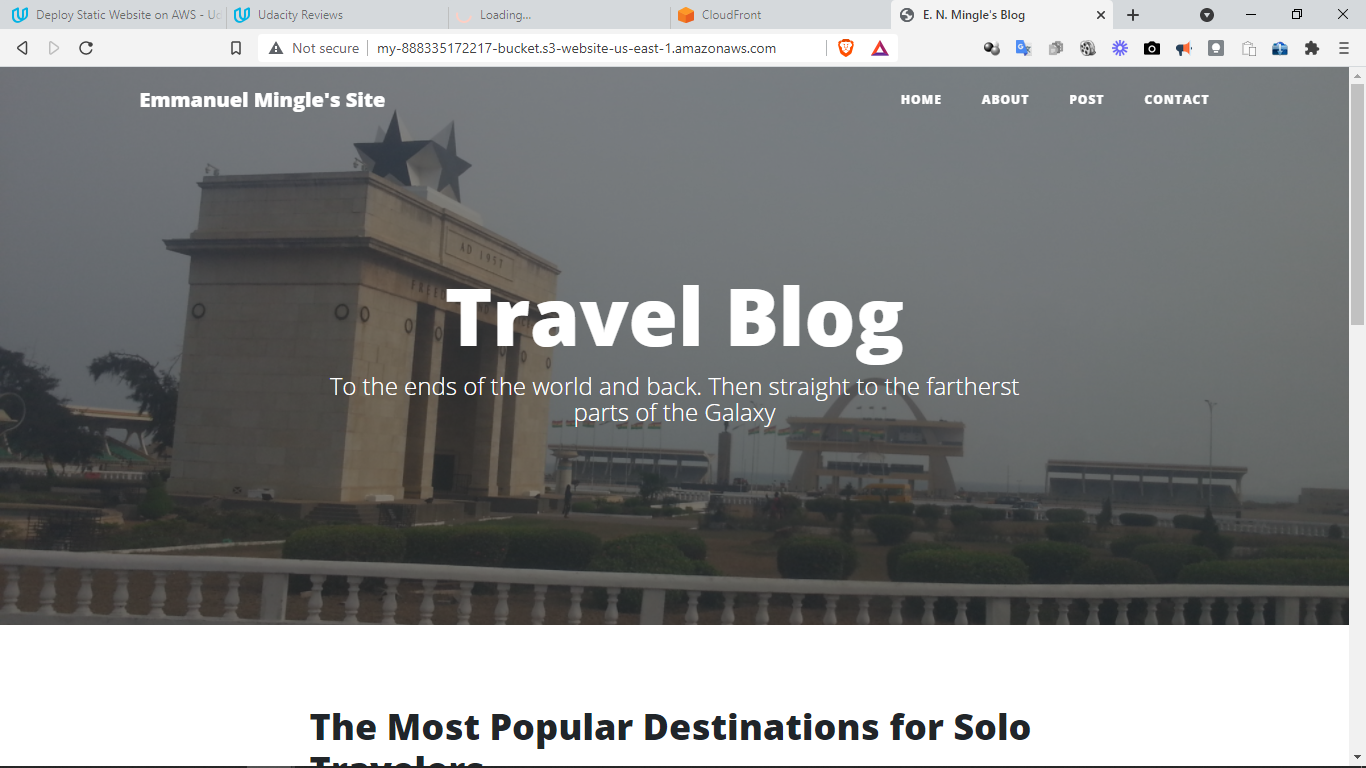 Deploy Static Website on AWS - Ud
Udacity Reviews
Loading...
CloudFront
E. N. Mingle's Blog
Not secure
my-888335172217-bucket.s3-website-us-east-1.amazonaws.com
Emmanuel Mingle's Site
HOME
ABOUT
POST
CONTACT
AD 1957
Travel Blog
To the ends of the world and back. Then straight to the fartherst
parts of the Galaxy
The Most Popular Destinations for Solo
Travelers